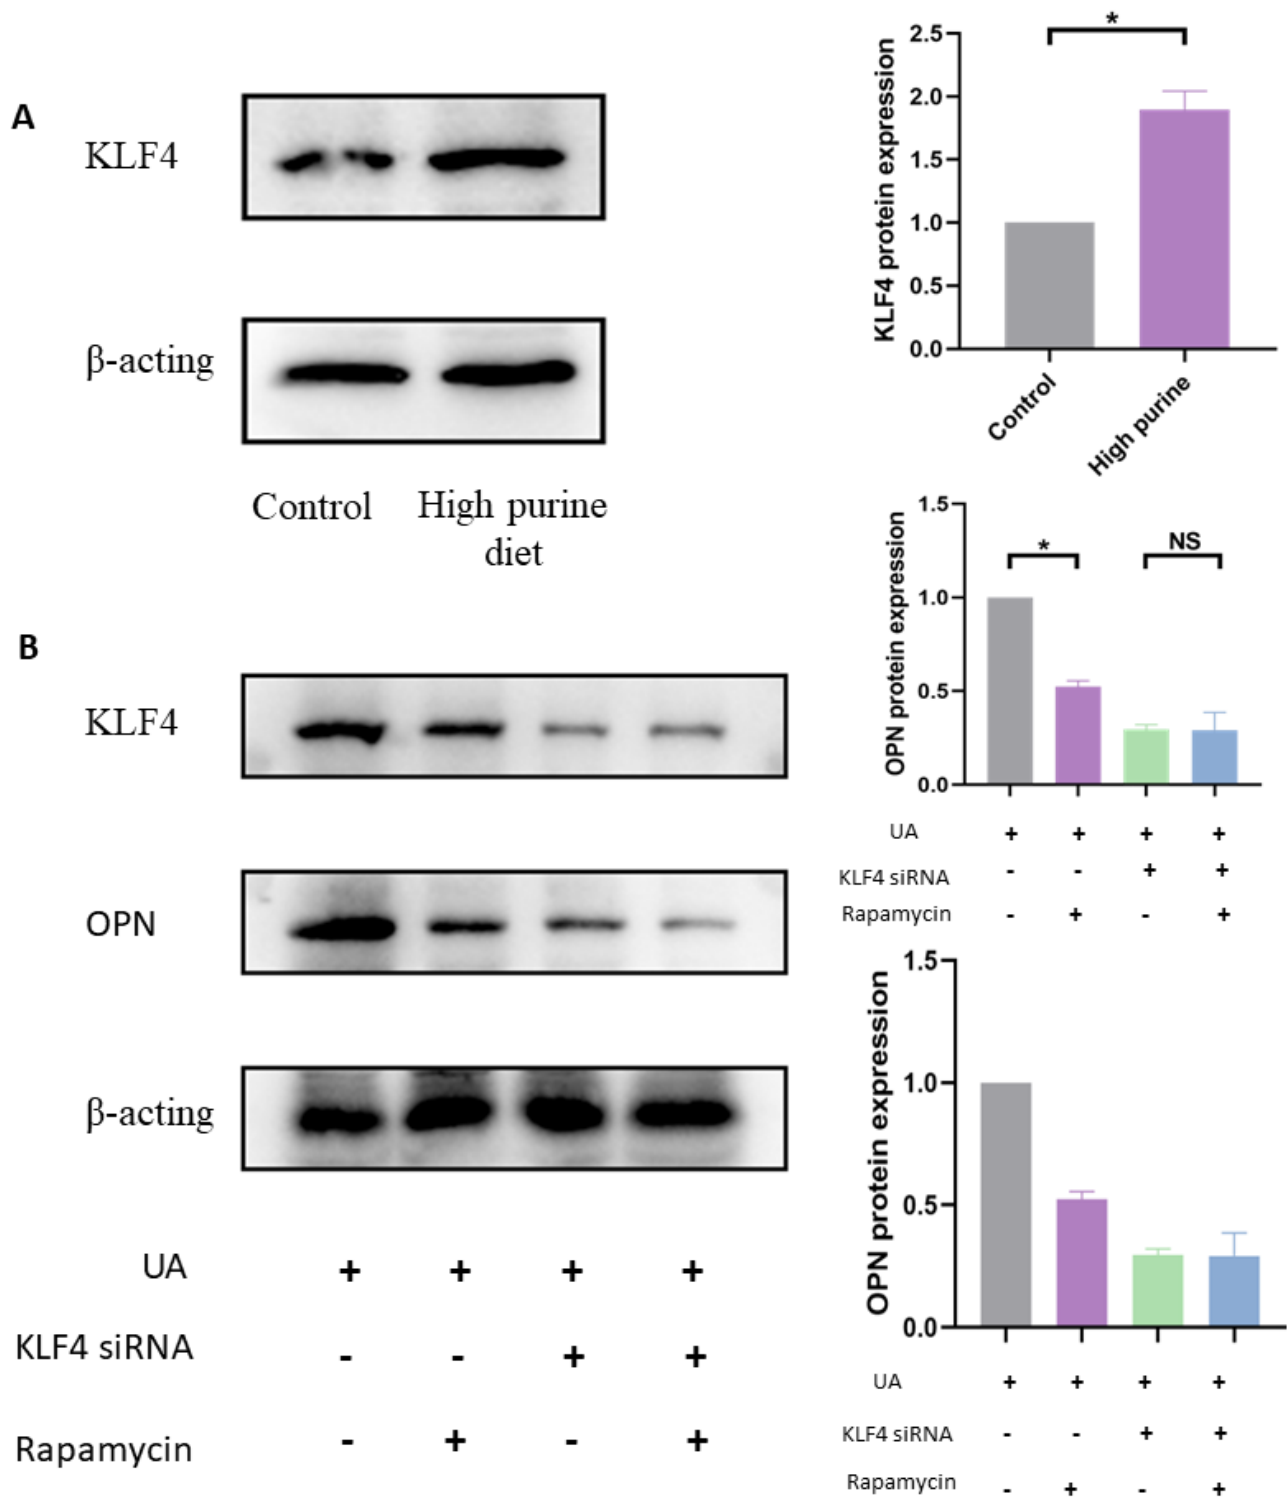 A
KLF4
β-acting
Control
High purine
diet
*
KLF4 protein expression
2.5
2.0
1.5
1.0
0.5
0.0
Control
High purine
B
KLF4
OPN
β-acting
UA + + + +
KLF4 siRNA - - + +
Rapamycin - + - +
OPN protein expression
1.5
1.0
0.5
0.0
* NS
UA + + + +
KLF4 siRNA - - + +
Rapamycin - + - +
OPN protein expression
1.5
1.0
0.5
0.0
UA + + + +
KLF4 siRNA - - + +
Rapamycin - + - +